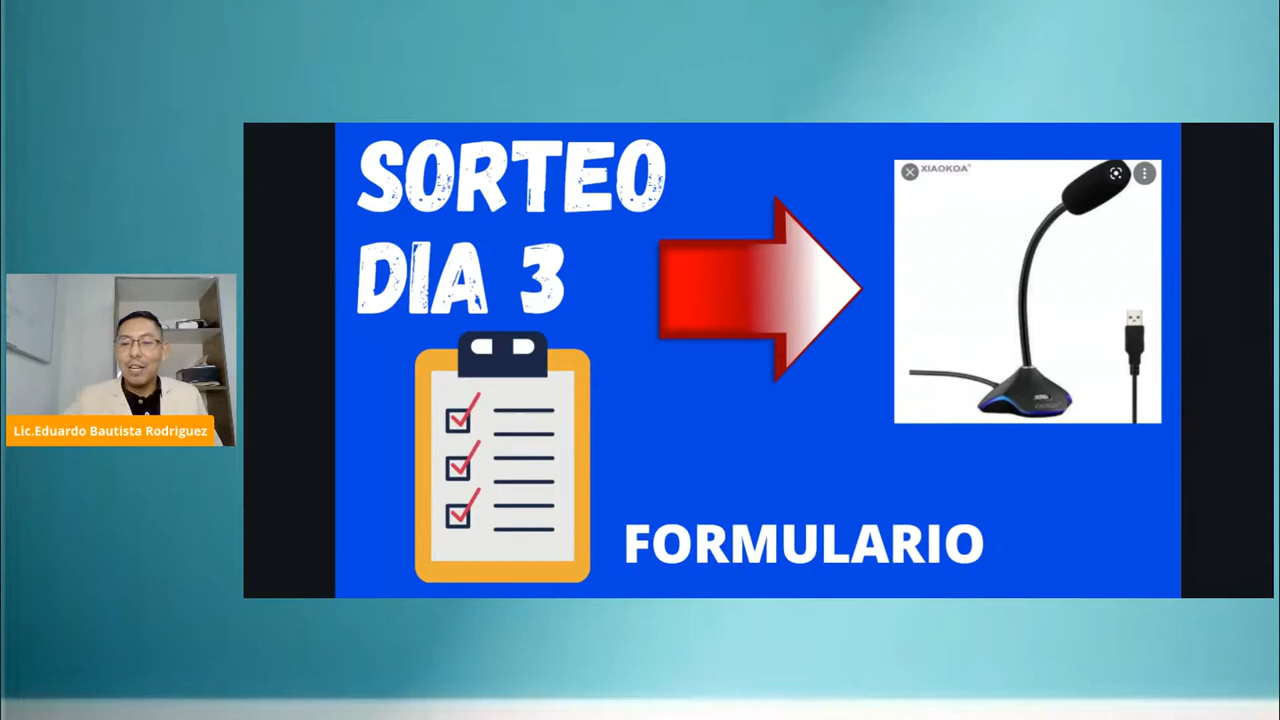 SORTEO
DIA 3
XIAOKOA
FORMULARIO
Lic.Eduardo Bautista Rodriguez